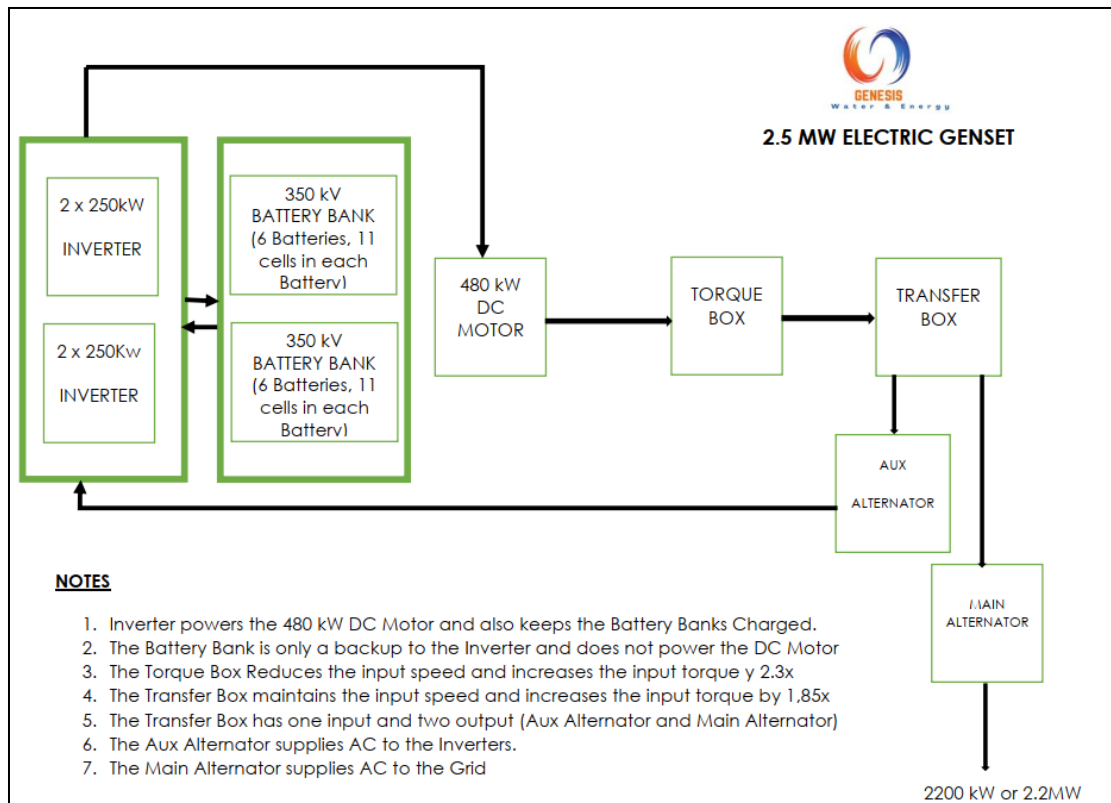 GENESIS
Water & Energy
2.5 MW ELECTRIC GENSET
2 x 250kW
INVERTER
2 x 250Kw
INVERTER
350 kV
BATTERY BANK
(6 Batteries, 11
cells in each
Battery)
350 kV
BATTERY BANK
(6 Batteries, 11
cells in each
Battery)
480 kW
DC
MOTOR
TORQUE
BOX
TRANSFER
BOX
AUX
ALTERNATOR
MAIN
ALTERNATOR
2200 kW or 2.2MW
NOTES
1. Inverter powers the 480 kW DC Motor and also keeps the Battery Banks Charged.
2. The Battery Bank is only a backup to the Inverter and does not power the DC Motor
3. The Torque Box Reduces the input speed and increases the input torque y 2.3x
4. The Transfer Box maintains the input speed and increases the input torque by 1,85x
5. The Transfer Box has one input and two output (Aux Alternator and Main Alternator)
6. The Aux Alternator supplies AC to the Inverters.
7. The Main Alternator supplies AC to the Grid